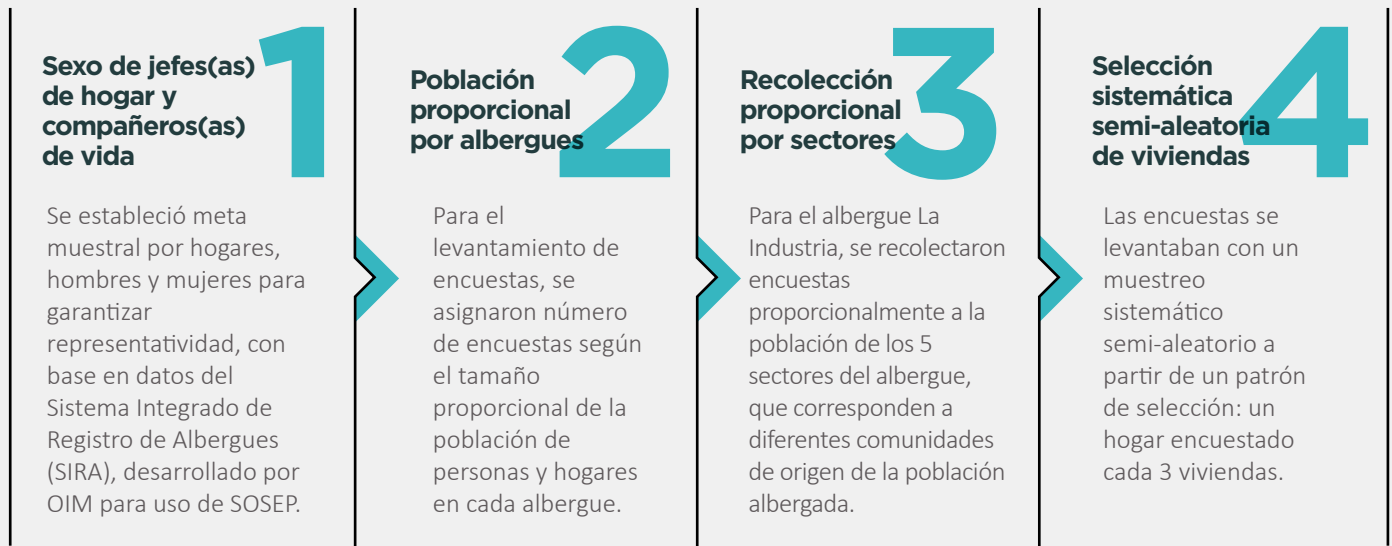 1
Sexo de jefes(as)
de hogar y
compañeros(as)
de vida
Se estableció meta
muestral por hogares,
hombres y mujeres para
garantizar
representatividad, con
base en datos del
Sistema Integrado de
Registro de Albergues
(SIRA), desarrollado por
OIM para uso de SOSEP.
2
Población
proporcional
por albergues
Para el
levantamiento de
encuestas, se
asignaron número
de encuestas según
el tamaño
proporcional de la
población de
personas y hogares
en cada albergue.
3
Recolección
proporcional
por sectores
Para el albergue La
Industria, se recolectaron
encuestas
proporcionalmente a la
población de los 5
sectores del albergue,
que corresponden a
diferentes comunidades
de origen de la población
albergada.
4
Selección
sistemática
semi-aleatoria
de viviendas
Las encuestas se
levantaban con un
muestreo
sistemático
semi-aleatorio a
partir de un patrón
de selección: un
hogar encuestado
cada 3 viviendas.